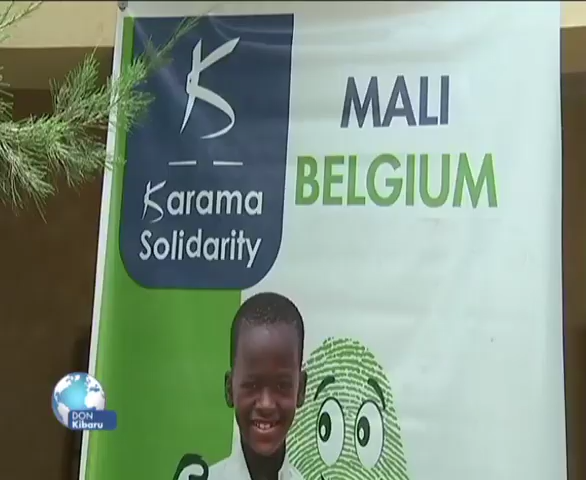 K
MALI
BELGIUM
Karama
Solidarity
DON
Kibaru